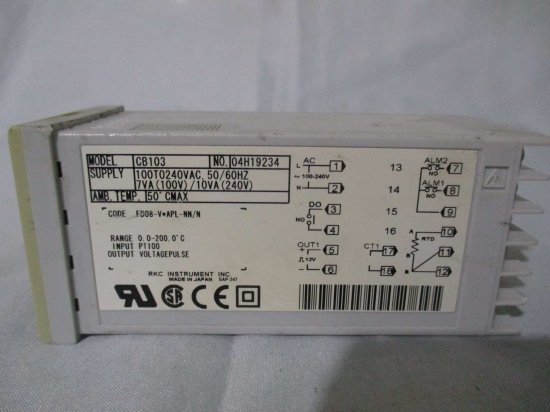 MODEL CB103 NO. 04H19234
SUPPLY 100TO240VAC, 50/60HZ
7VA(100V)/10VA(240V)
AMB. TEMP. 50°CMAX
CODE FD08-V*APL-NN/N
RANGE 0.0-200.0°C
INPUT PT100
OUTPUT VOLTAGEPULSE
RKC INSTRUMENT INC.
MADE IN JAPAN SAP-247
L AC 1
~ 100-240V
N 2
DO 3
NO 4
OUT1 5
+
12V
- 6
13
14
15
16
CT1 17
18
ALM2 7
NO
ALM1 8
NO 9
A 10
RTD
B 11
B 12